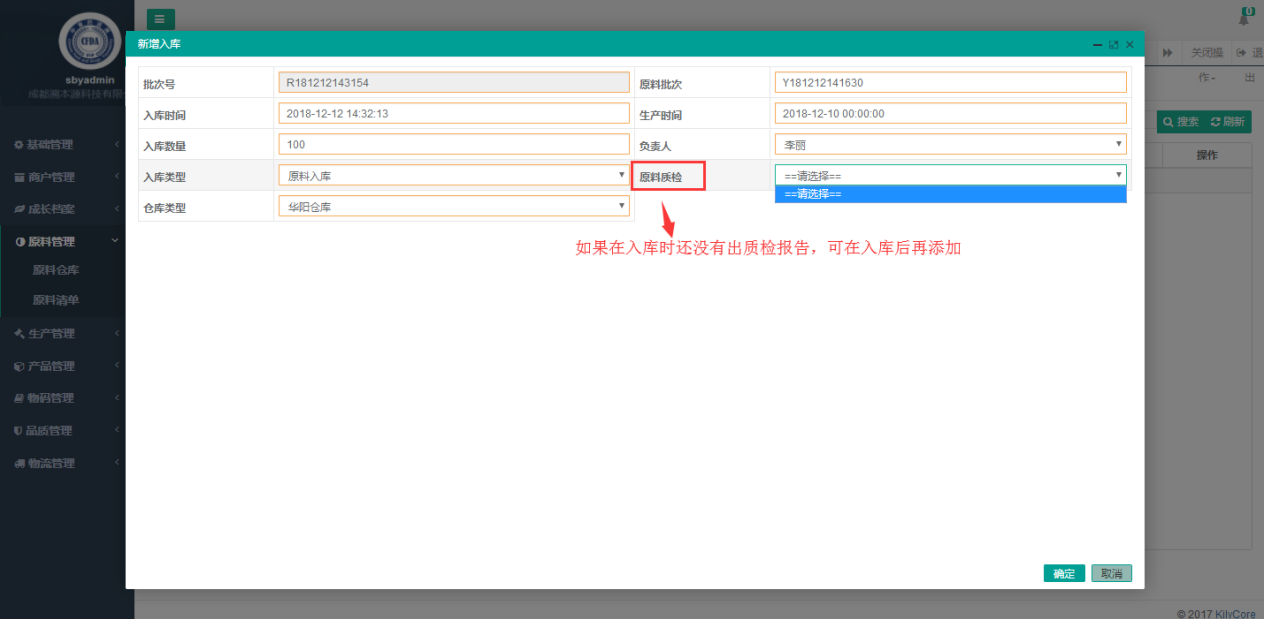 CFDA
sbyadmin
基础管理
商户管理
成长档案
原料管理
原料仓库
原料清单
生产管理
产品管理
物码管理
品质管理
物流管理
0
关闭操
退
作
出
搜索 刷新
操作
新增入库
批次号 R181212143154 原料批次 Y181212141630
入库时间 2018-12-12 14:32:13 生产时间 2018-12-10 00:00:00
入库数量 100 负责人 李丽
入库类型 原料入库 原料质检 ==请选择==
==请选择==
仓库类型 华阳仓库
如果在入库时还没有出质检报告，可在入库后再添加
确定 取消
© 2017 KilyCore